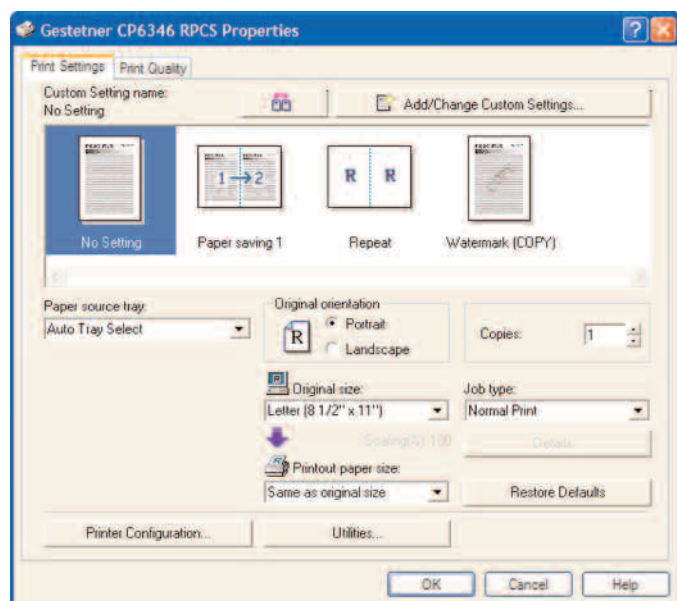 Gestetner CP6346 RPCS Properties
Print Settings Print Quality
Custom Setting name:
No Setting
Add/Change Custom Settings...
1 → 2
R R
No Setting Paper saving 1 Repeat Watermark (COPY)
Paper source tray:
Auto Tray Select
Original orientation
R
Portrait
Landscape
Copies: 1
Original size:
Letter (8 1/2" x 11")
Job type:
Normal Print
Scaling(%): 100
Details...
Printout paper size:
Same as original size
Restore Defaults
Printer Configuration... Utilities...
OK Cancel Help